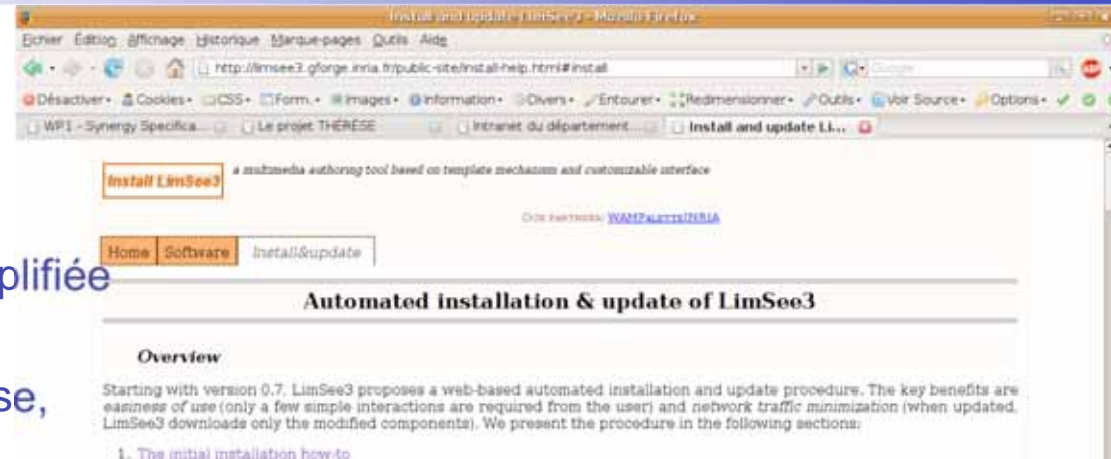 Install and update LimSee3 - Mozilla Firefox
Fichier Édition Affichage Historique Marque-pages Outils Aide
http://limsee3.gforge.inria.fr/public-site/install-help.html#install
Google
Désactiver Cookies CSS Form. Images Information Divers Entourer Redimensionner Outils Voir Source Options
WP1 - Synergy Specifica... Le projet THÉRÈSE Intranet du département... Install and update Li...
Install LimSee3 a multimedia authoring tool based on template mechanism and customizable interface
Our partners: WAM Palette INRIA
Home Software Install&update
plifiée
Automated installation & update of LimSee3
Overview
se,
Starting with version 0.7, LimSee3 proposes a web-based automated installation and update procedure. The key benefits are
easiness of use (only a few simple interactions are required from the user) and network traffic minimization (when updated,
LimSee3 downloads only the modified components). We present the procedure in the following sections:
1. The initial installation how-to